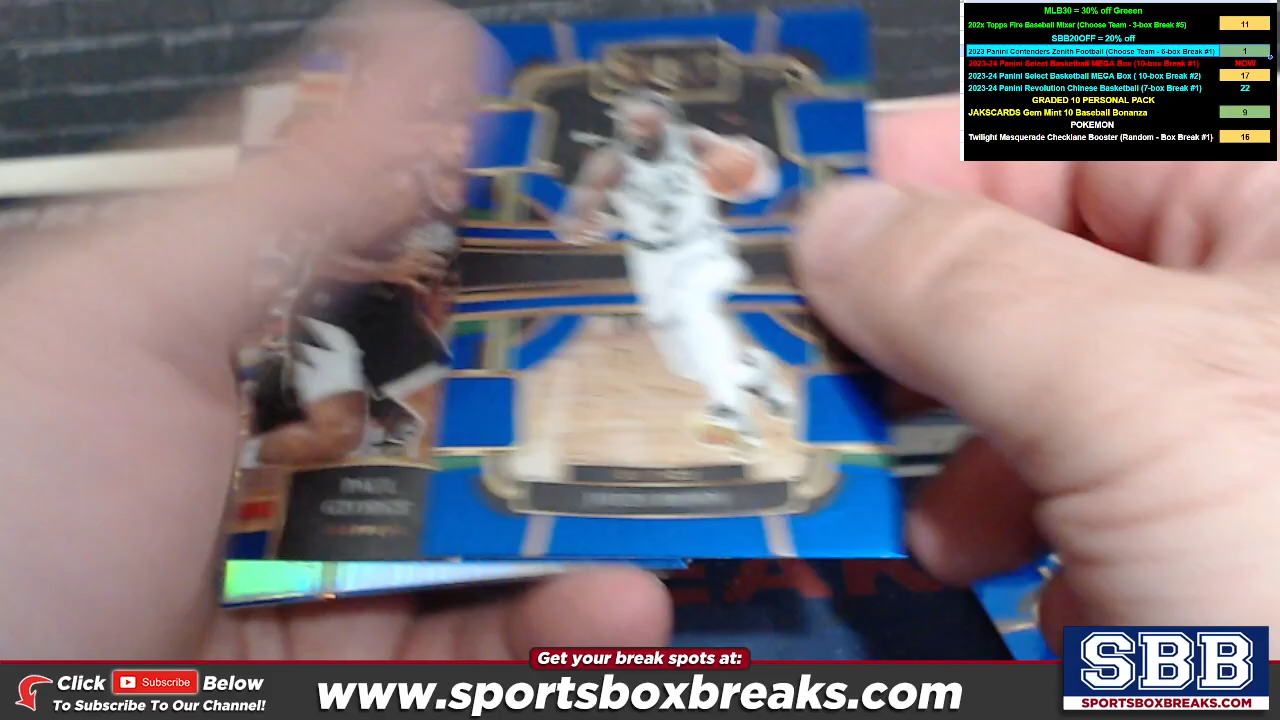 MLB30 = 30% off Greeen
202x Topps Fire Baseball Mixer (Choose Team - 3-box Break #5) 11
SBB20OFF = 20% off
2023 Panini Contenders Zenith Football (Choose Team - 6-box Break #1) 1
2023-24 Panini Select Basketball MEGA Box (10-box Break #1) NOW
2023-24 Panini Select Basketball MEGA Box ( 10-box Break #2) 17
2023-24 Panini Revolution Chinese Basketball (7-box Break #1) 22
GRADED 10 PERSONAL PACK
JAKSCARDS Gem Mint 10 Baseball Bonanza 9
POKEMON
Twilight Masquerade Checklane Booster (Random - Box Break #1) 16
PAUL
GEORGE
Get your break spots at:
Click Subscribe Below
To Subscribe To Our Channel!
www.sportsboxbreaks.com
SBB
SPORTSBOXBREAKS.COM